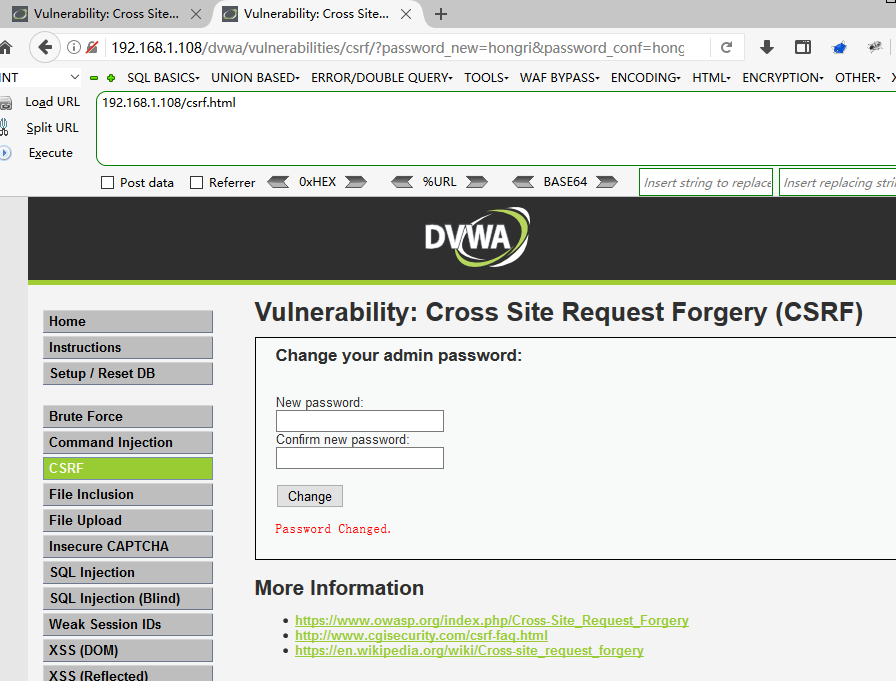 Vulnerability: Cross Site... Vulnerability: Cross Site...
192.168.1.108/dvwa/vulnerabilities/csrf/?password_new=hongri&password_conf=hong
INT SQL BASICS UNION BASED ERROR/DOUBLE QUERY TOOLS WAF BYPASS ENCODING HTML ENCRYPTION OTHER
Load URL 192.168.1.108/csrf.html
Split URL
Execute
Post data Referrer 0xHEX %URL BASE64 Insert string to replace Insert replacing stri
DVWA
Vulnerability: Cross Site Request Forgery (CSRF)
Home
Instructions
Setup / Reset DB
Brute Force
Command Injection
CSRF
File Inclusion
File Upload
Insecure CAPTCHA
SQL Injection
SQL Injection (Blind)
Weak Session IDs
XSS (DOM)
XSS (Reflected)
Change your admin password:
New password:
Confirm new password:
Change
Password Changed.
More Information
https://www.owasp.org/index.php/Cross-Site_Request_Forgery
http://www.cgisecurity.com/csrf-faq.html
https://en.wikipedia.org/wiki/Cross-site_request_forgery